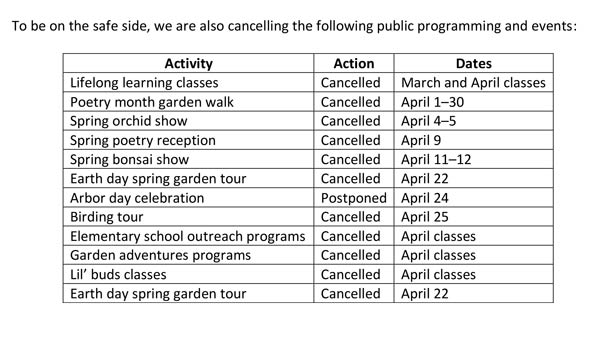 To be on the safe side, we are also cancelling the following public programming and events:
Activity Action Dates
Lifelong learning classes Cancelled March and April classes
Poetry month garden walk Cancelled April 1–30
Spring orchid show Cancelled April 4–5
Spring poetry reception Cancelled April 9
Spring bonsai show Cancelled April 11–12
Earth day spring garden tour Cancelled April 22
Arbor day celebration Postponed April 24
Birding tour Cancelled April 25
Elementary school outreach programs Cancelled April classes
Garden adventures programs Cancelled April classes
Lil’ buds classes Cancelled April classes
Earth day spring garden tour Cancelled April 22